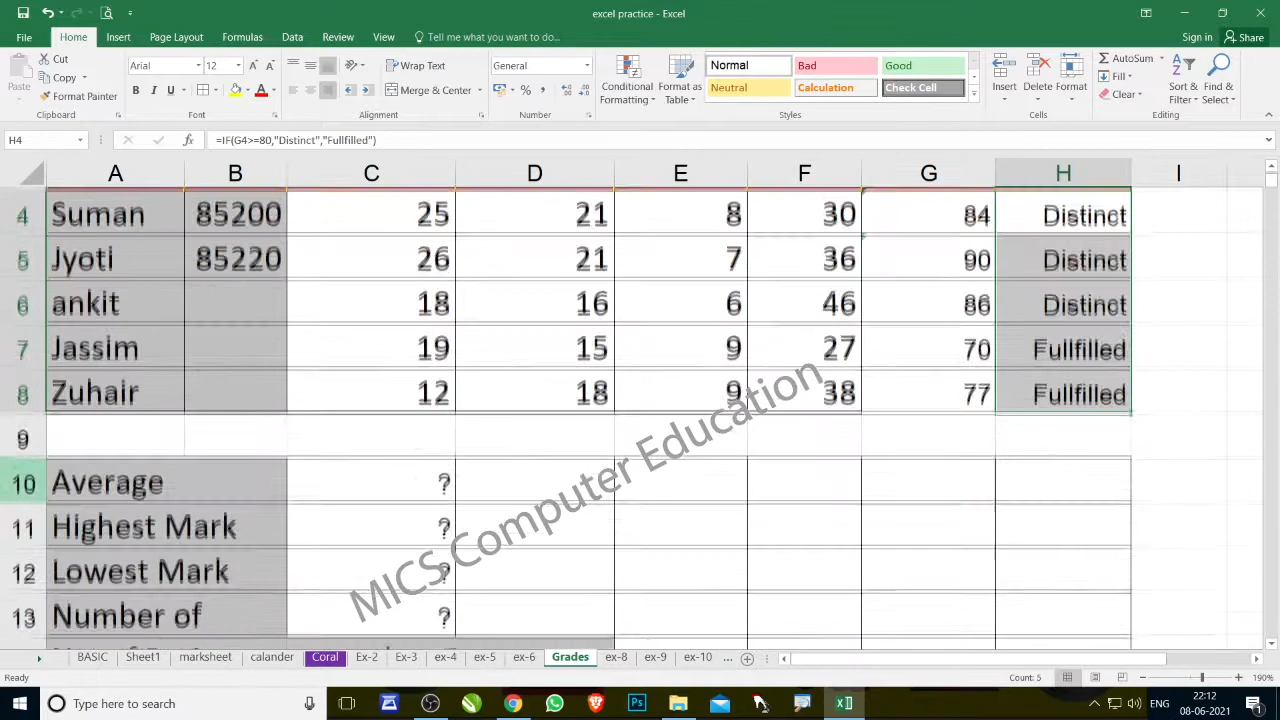 excel practice - Excel
File Home Insert Page Layout Formulas Data Review View Tell me what you want to do... Sign in Share
Paste Cut Copy Format Painter Clipboard
Arial 12 B I U A A A Font
Wrap Text Merge & Center Alignment
General % , Number
Conditional Formatting Format as Table Normal Bad Good Neutral Calculation Check Cell Styles
Insert Delete Format Cells
AutoSum Fill Clear Sort & Filter Find & Select Editing
H4 fx =IF(G4>=80,"Distinct","Fullfilled")
A B C D E F G H I
4 Suman 85200 25 21 8 30 84 Distinct
5 Jyoti 85220 26 21 7 36 90 Distinct
6 ankit 18 16 6 46 86 Distinct
7 Jassim 19 15 9 27 70 Fullfilled
8 Zuhair 12 18 9 38 77 Fullfilled
9
10 Average ?
11 Highest Mark ?
12 Lowest Mark ?
13 Number of ?
MICS Computer Education
BASIC Sheet1 marksheet calander Coral Ex-2 Ex-3 ex-4 ex-5 ex-6 Grades ex-8 ex-9 ex-10 ...
Ready Count: 5 190%
Type here to search Ps ENG 22:12
08-06-2021